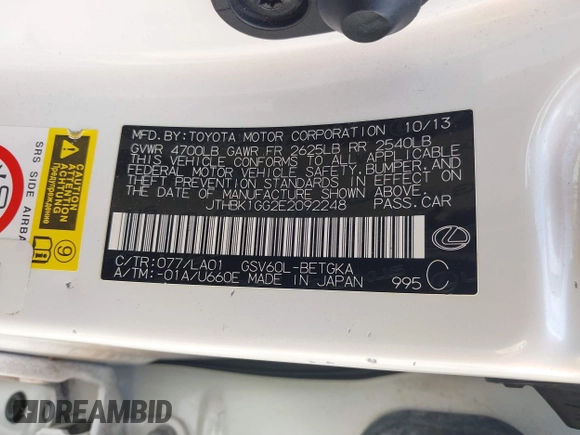 MFD.BY:TOYOTA MOTOR CORPORATION 10/13
GVWR 4700LB GAWR FR 2625LB RR 2540LB
THIS VEHICLE CONFORMS TO ALL APPLICABLE
FEDERAL MOTOR VEHICLE SAFETY,BUMPER,AND
THEFT PREVENTION STANDARDS IN EFFECT ON
THE DATE OF MANUFACTURE SHOWN ABOVE.
JTHBK1GG2E2092248 PASS.CAR
C/TR:077/LA01 GSV60L-BETGKA
A/TM:-01A/U660E MADE IN JAPAN 995 C
CAUTION
ACHTUNG
Предупреждение
SRS SIDE AIRBA
9
DREAMBID